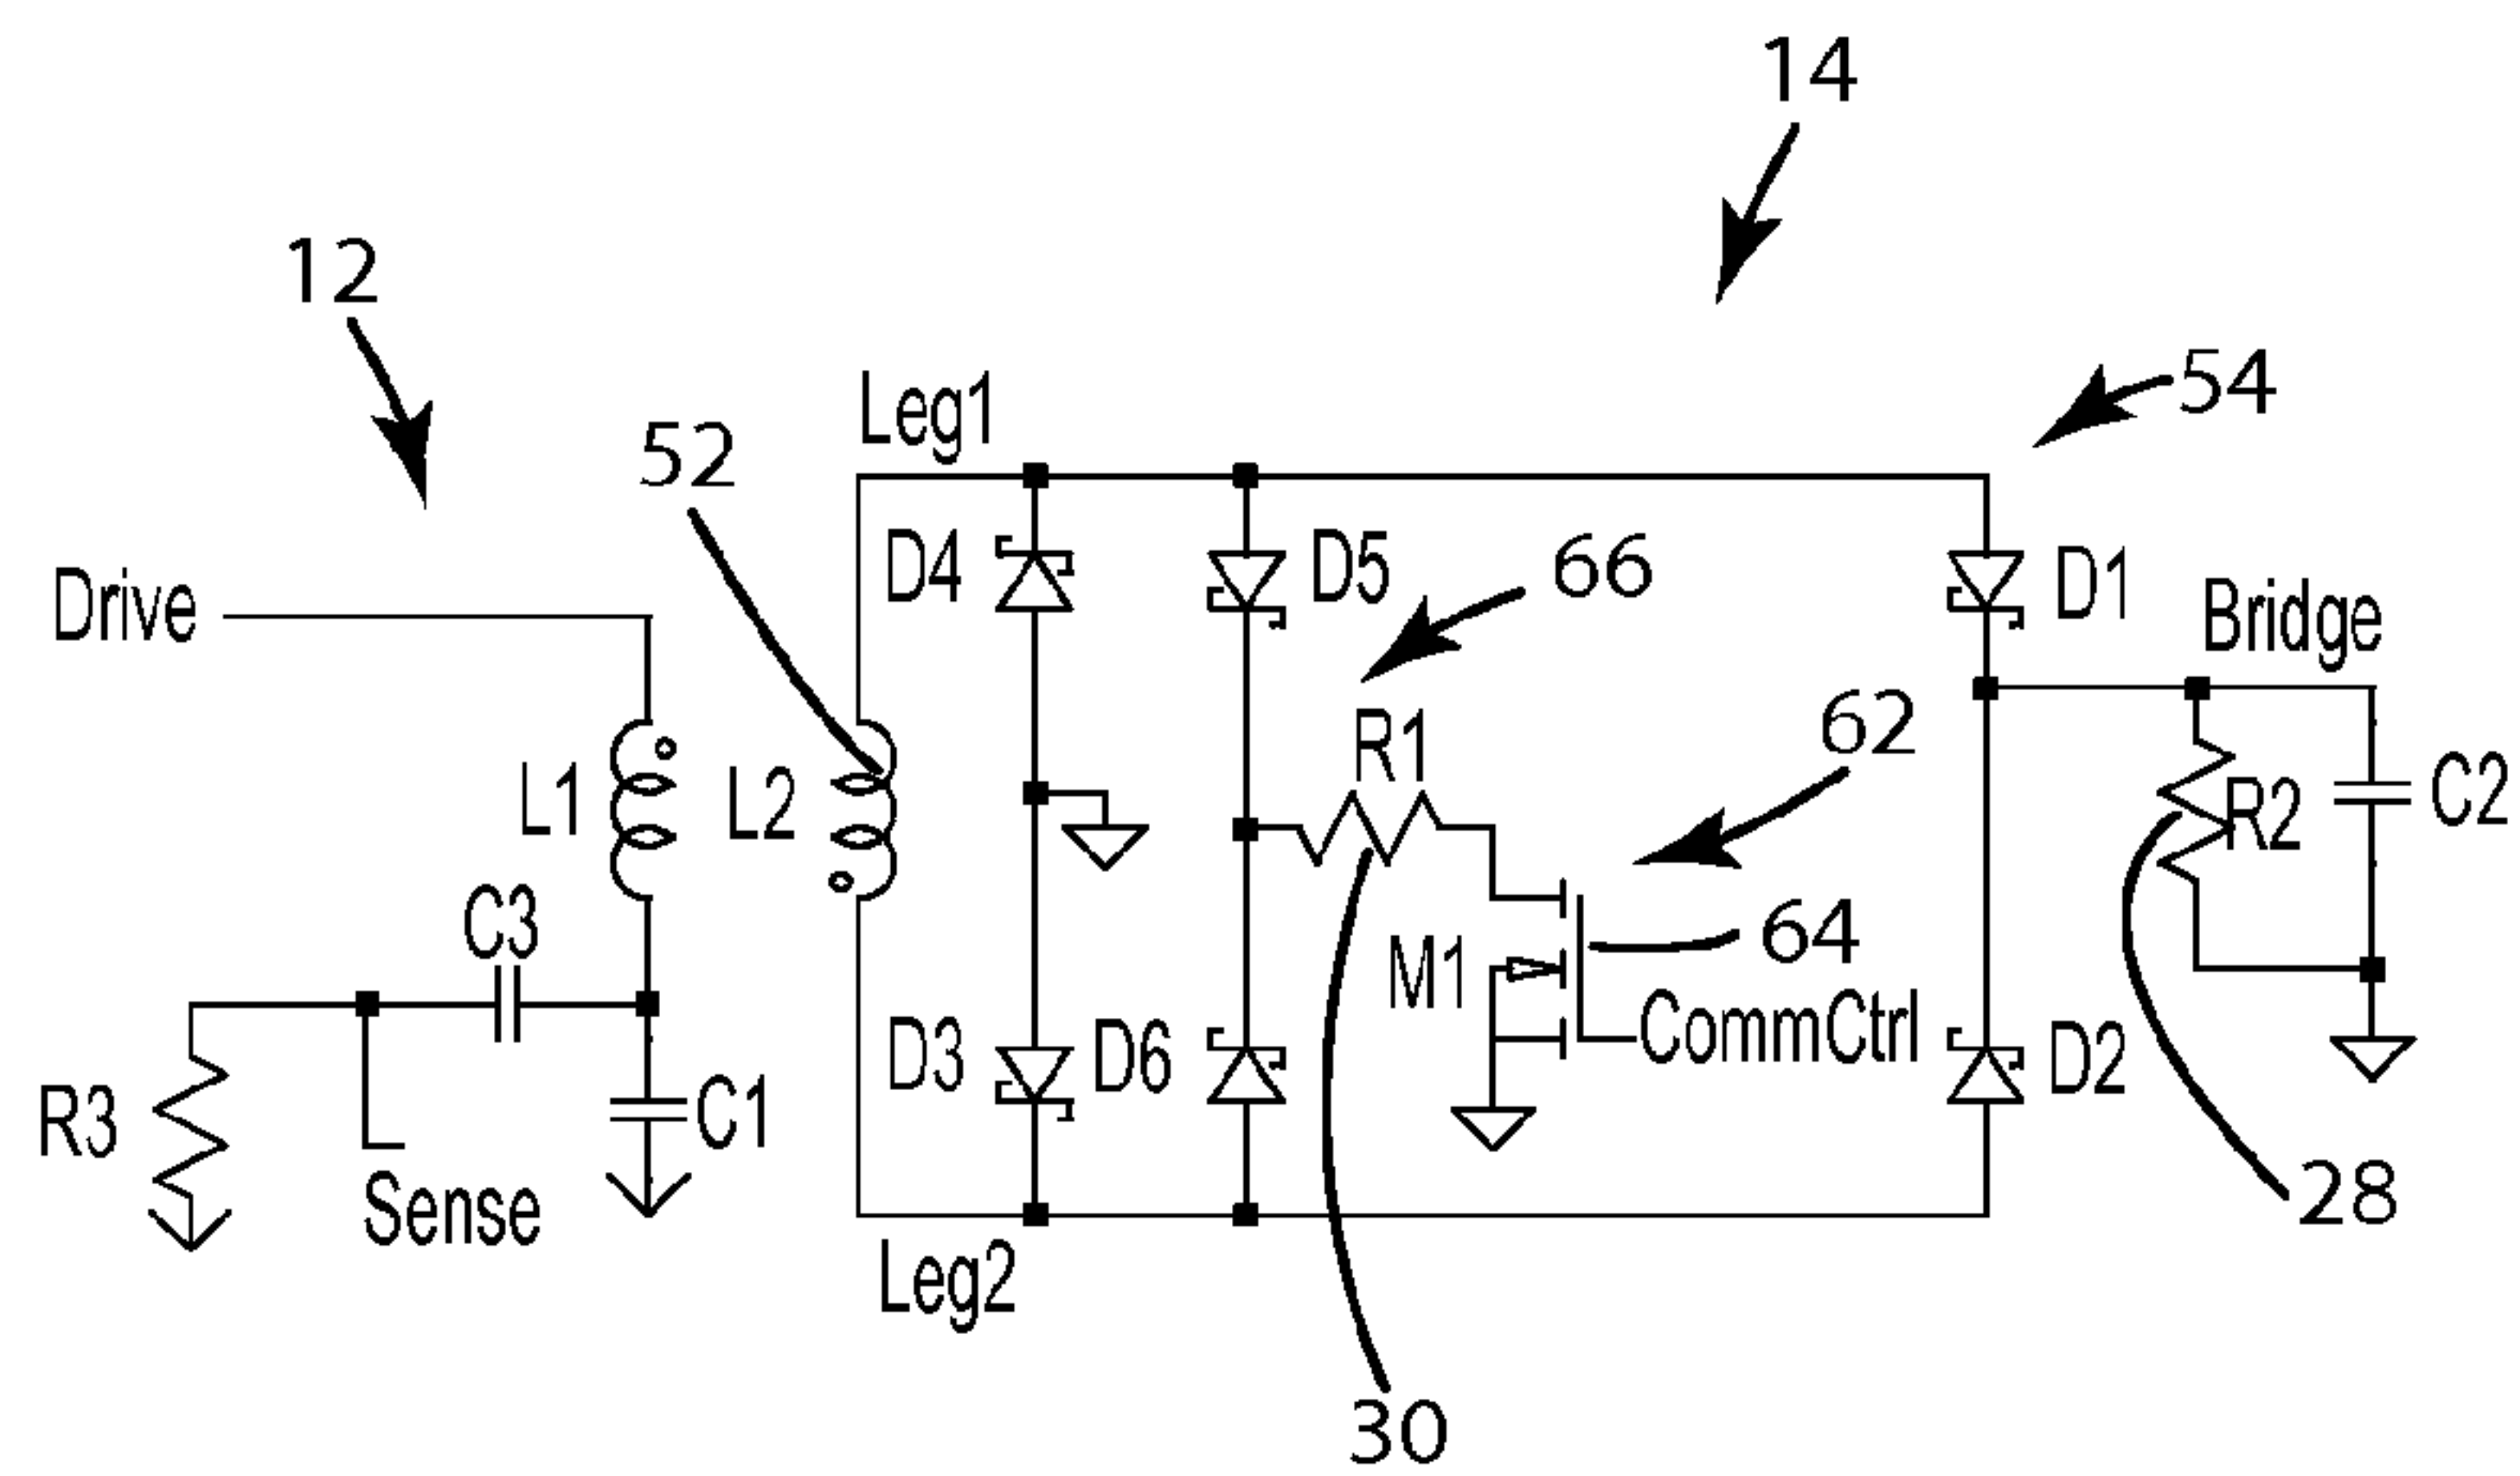 14
12
54
Leg1
52
D4
D5
66
D1
Drive
Bridge
62
R1
L1
L2
C2
R2
C3
64
M1
CommCtrl
D3
D6
D2
R3
C1
Sense
28
Leg2
30